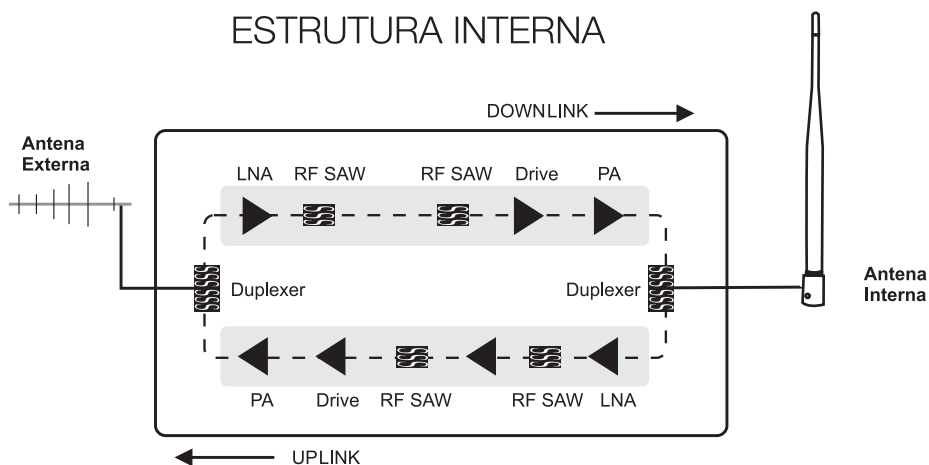 ESTRUTURA INTERNA
DOWNLINK
Antena
Externa
LNA RF SAW RF SAW Drive PA
Duplexer Duplexer
Antena
Interna
PA Drive RF SAW RF SAW LNA
UPLINK